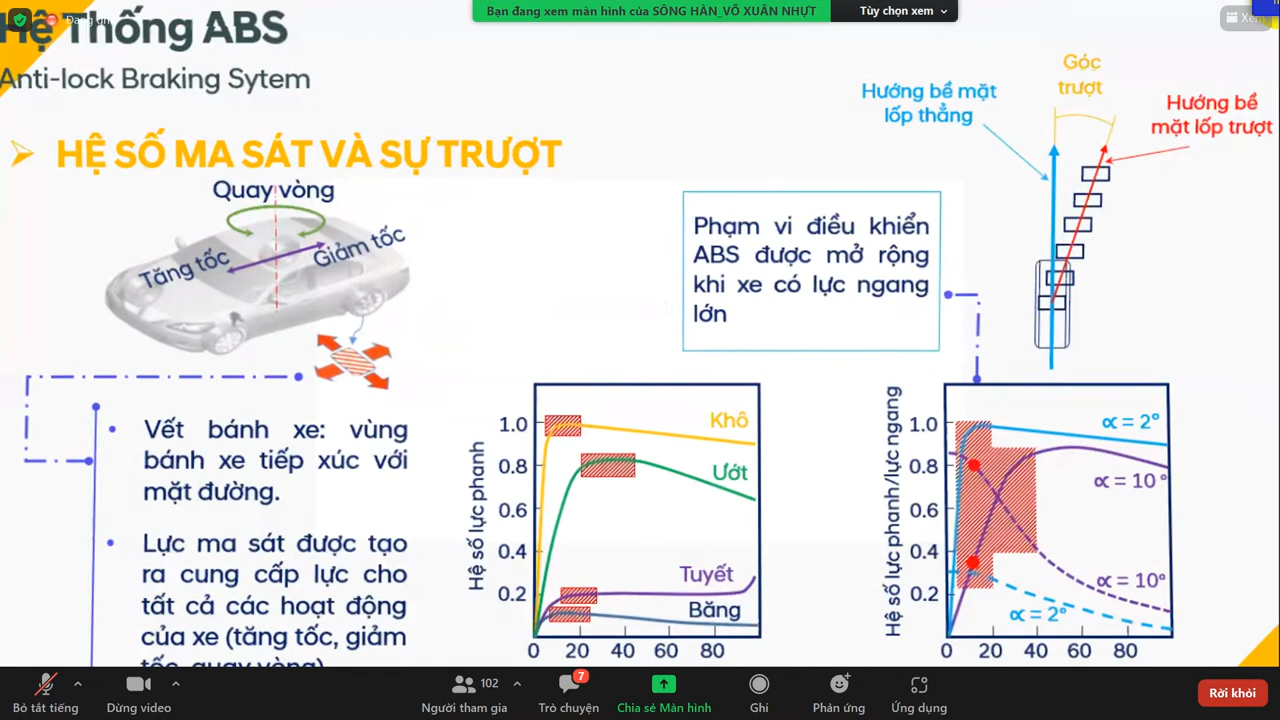 Bạn đang xem màn hình của SÔNG HÀN_VÕ XUÂN NHỰT
Tùy chọn xem
Hệ Thống ABS
Anti-lock Braking Sytem
HỆ SỐ MA SÁT VÀ SỰ TRƯỢT
Quay vòng
Tăng tốc
Giảm tốc
Vết bánh xe: vùng
bánh xe tiếp xúc với
mặt đường.
Lực ma sát được tạo
ra cung cấp lực cho
tất cả các hoạt động
của xe (tăng tốc, giảm
tốc, quay vòng)
Phạm vi điều khiển
ABS được mở rộng
khi xe có lực ngang
lớn
Góc
trượt
Hướng bề mặt
lốp thẳng
Hướng bề
mặt lốp trượt
Hệ số lực phanh
1.0
0.8
0.6
0.4
0.2
0 20 40 60 80
Khô
Ướt
Tuyết
Băng
Hệ số lực phanh/lực ngang
1.0
0.8
0.6
0.4
0.2
0 20 40 60 80
α = 2°
α = 10°
α = 10°
α = 2°
Bỏ tắt tiếng
Dừng video
102
Người tham gia
7
Trò chuyện
Chia sẻ Màn hình
Ghi
Phản ứng
Ứng dụng
Rời khỏi